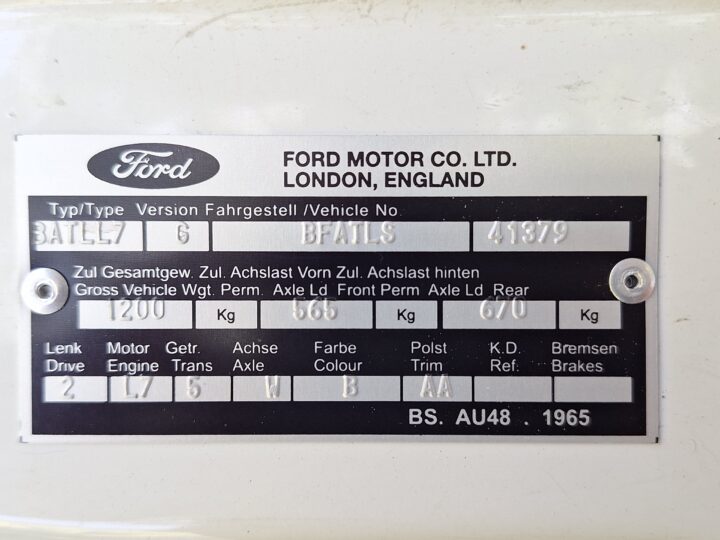 Ford
FORD MOTOR CO. LTD.
LONDON, ENGLAND
Typ/Type Version Fahrgestell /Vehicle No
BATLL7 G BFATLS 41379
Zul Gesamtgew. Zul. Achslast Vorn Zul. Achslast hinten
Gross Vehicle Wgt. Perm. Axle Ld Front Perm Axle Ld Rear
1200 Kg 565 Kg 670 Kg
Lenk Motor Getr. Achse Farbe Polst K.D. Bremsen
Drive Engine Trans Axle Colour Trim Ref. Brakes
2 L7 5 W B AA
BS. AU48 . 1965